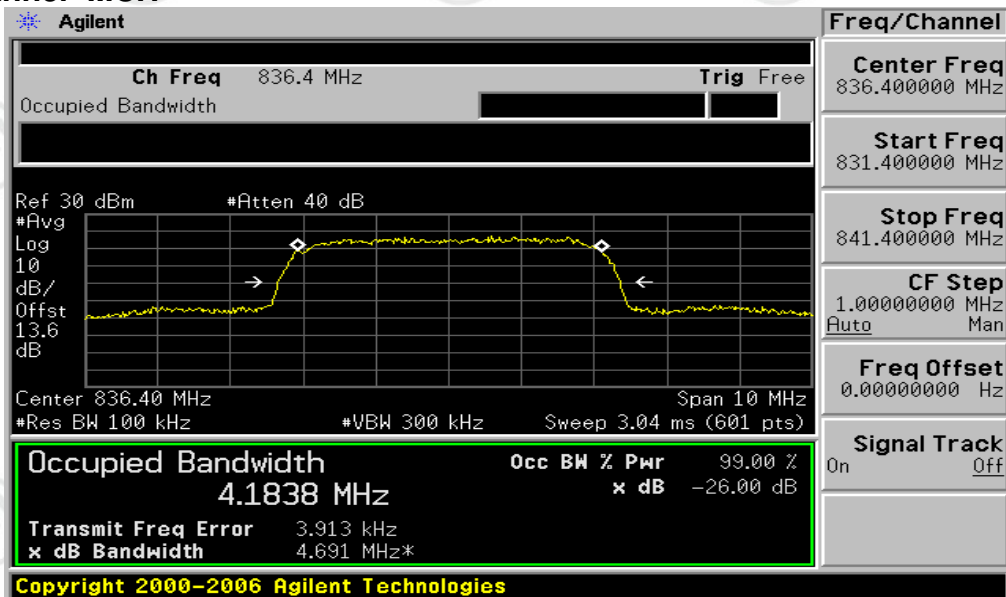 Agilent
Freq/Channel
Ch Freq 836.4 MHz Trig Free
Occupied Bandwidth
Center Freq
836.400000 MHz
Start Freq
831.400000 MHz
Stop Freq
841.400000 MHz
CF Step
1.00000000 MHz
Auto Man
Freq Offset
0.00000000 Hz
Signal Track
On Off
Ref 30 dBm #Atten 40 dB
#Avg
Log
10
dB/
Offst
13.6
dB
Center 836.40 MHz Span 10 MHz
#Res BW 100 kHz #VBW 300 kHz Sweep 3.04 ms (601 pts)
Occupied Bandwidth Occ BW % Pwr 99.00 %
4.1838 MHz x dB -26.00 dB
Transmit Freq Error 3.913 kHz
x dB Bandwidth 4.691 MHz*
Copyright 2000-2006 Agilent Technologies